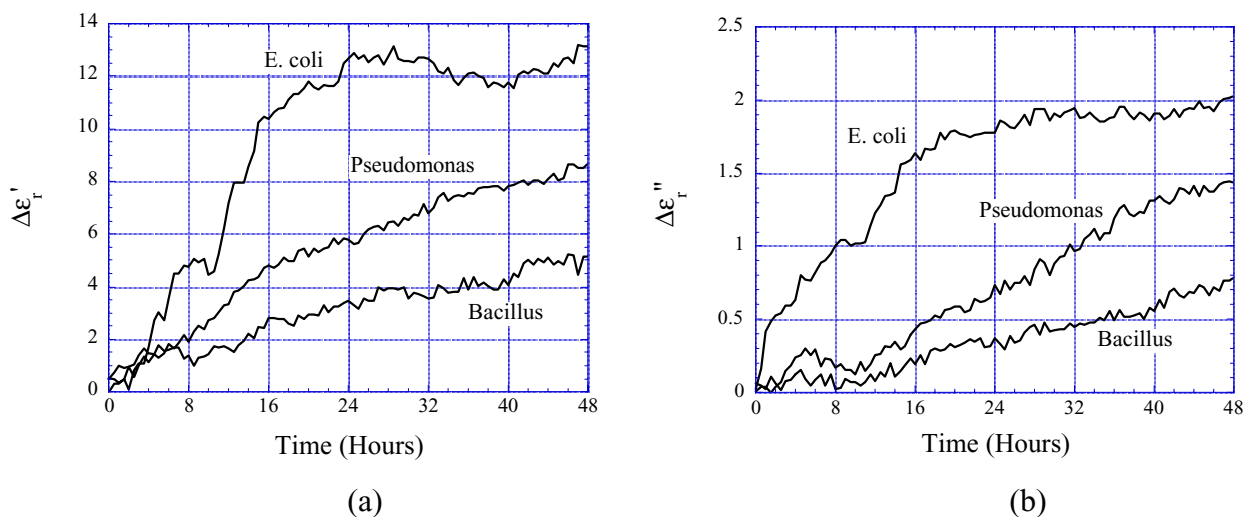 14
12
10
8
6
4
2
0
Δεr'
E. coli
Pseudomonas
Bacillus
0 8 16 24 32 40 48
Time (Hours)
(a)
2.5
2
1.5
1
0.5
0
Δεr"
E. coli
Pseudomonas
Bacillus
0 8 16 24 32 40 48
Time (Hours)
(b)